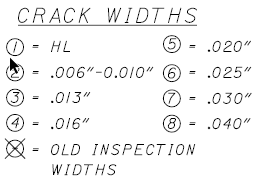 CRACK WIDTHS
1 = HL 5 = .020"
2 = .006"-0.010" 6 = .025"
3 = .013" 7 = .030"
4 = .016" 8 = .040"
= OLD INSPECTION
WIDTHS